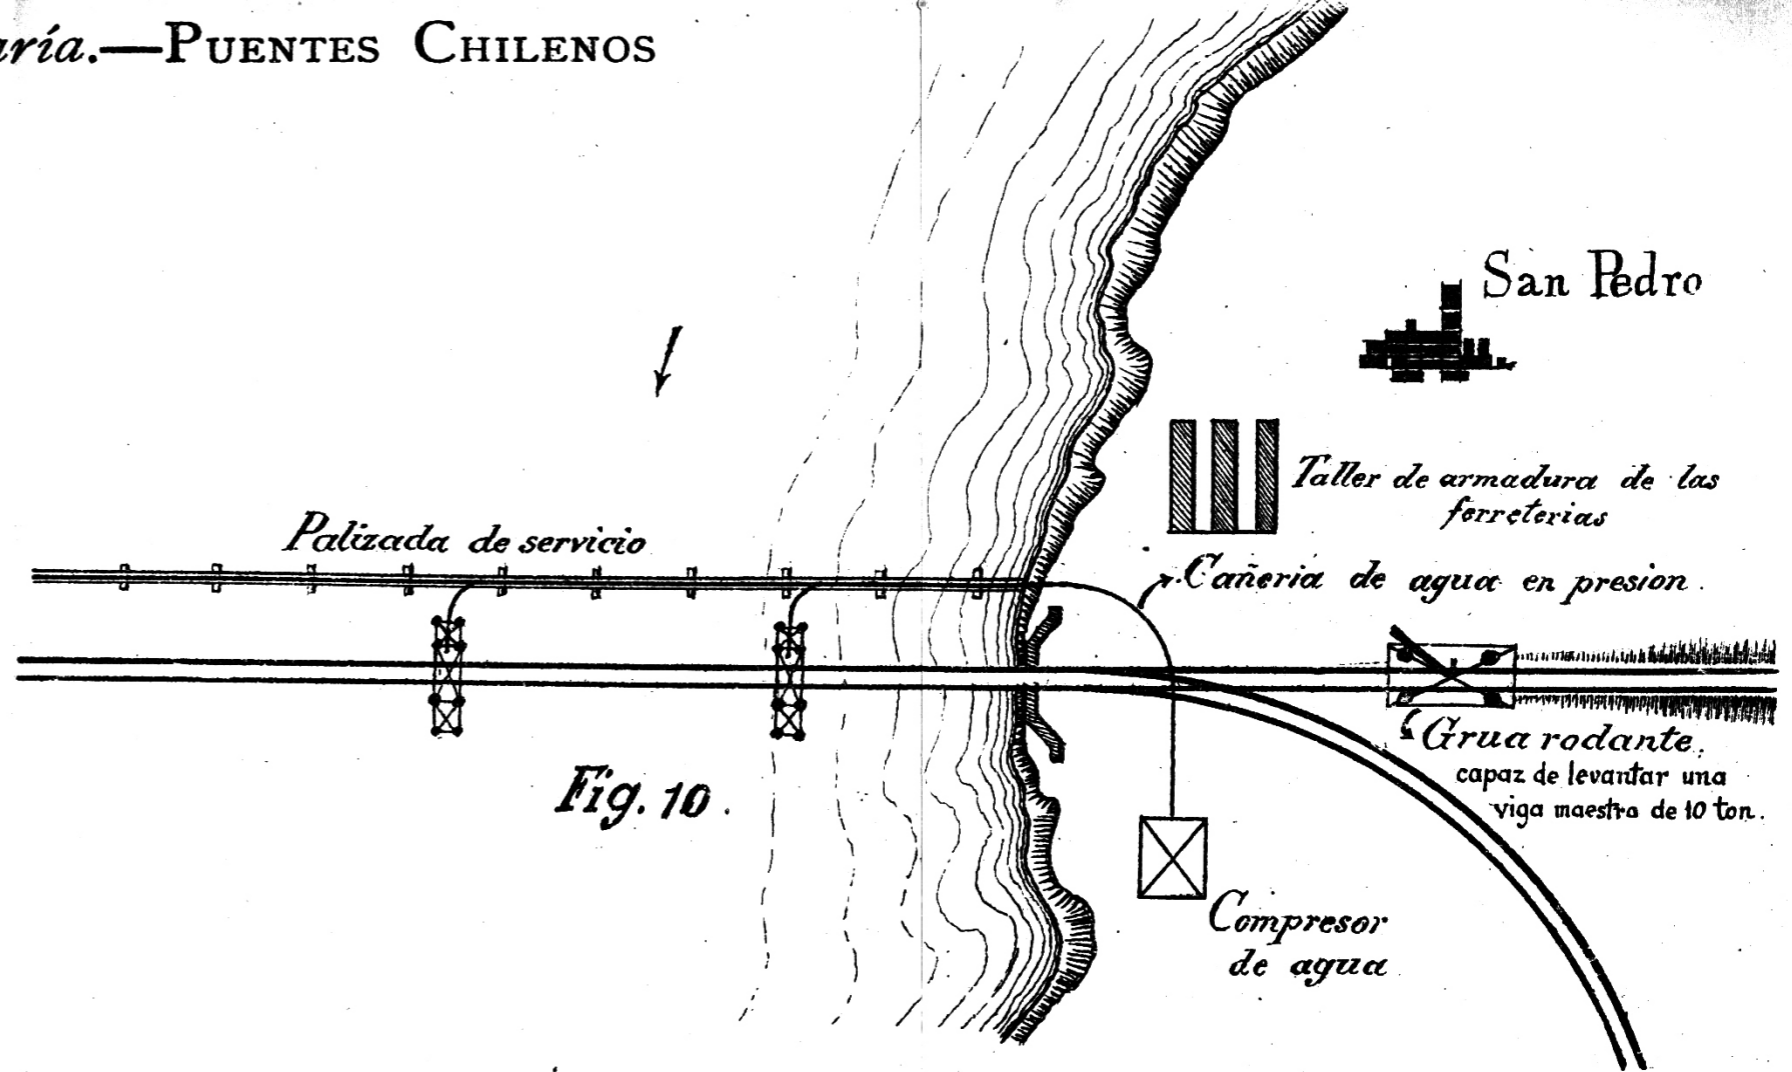 aría.—PUENTES CHILENOS
San Pedro
Taller de armadura de las
ferreterias
Palizada de servicio
Cañeria de agua en presion.
Grua rodante.
capaz de levantar una
viga maestra de 10 ton.
Fig. 10.
Compresor
de agua